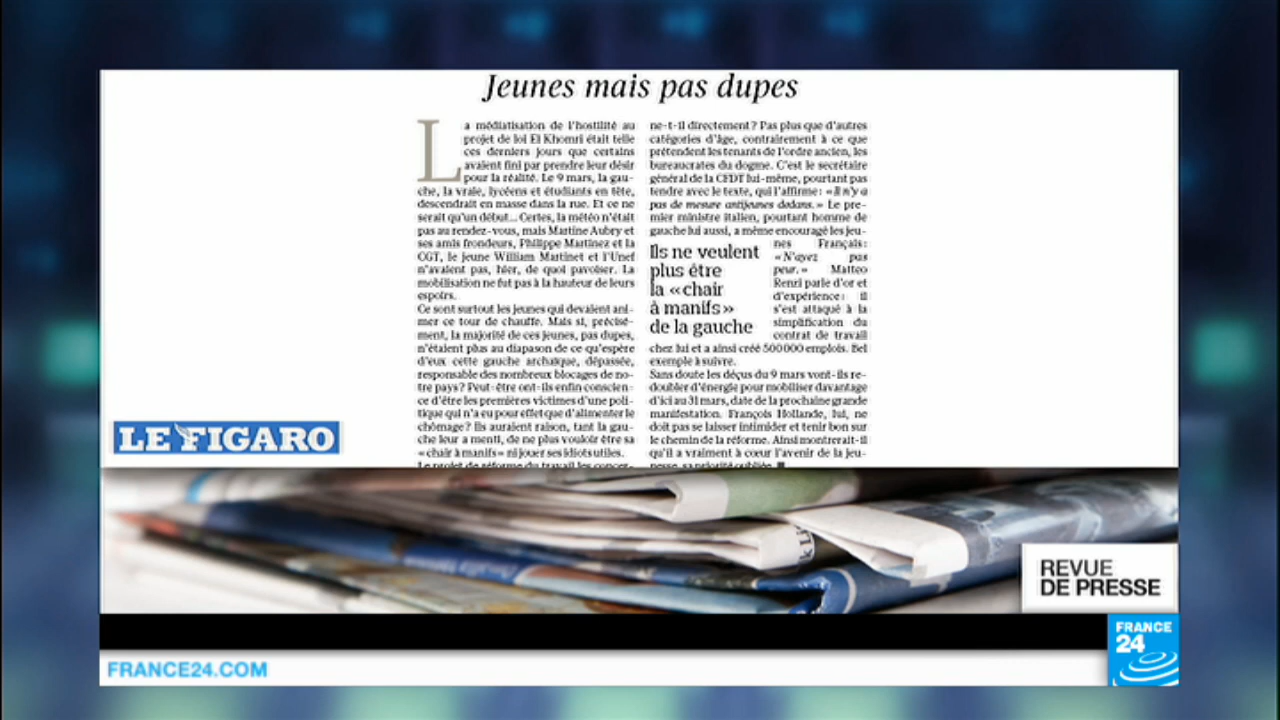 Jeunes mais pas dupes
La médiatisation de l'hostilité au
projet de loi El Khomri était telle
ces derniers jours que certains
avaient fini par prendre leur désir
pour la réalité. Le 9 mars, la gau-
che, la vraie, lycéens et étudiants en tête,
descendrait en masse dans la rue. Et ce ne
serait qu'un début... Certes, la météo n'était
pas au rendez-vous, mais Martine Aubry et
ses amis frondeurs, Philippe Martinez et la
CGT, le jeune William Martinet et l'Unef
n'avaient pas, hier, de quoi pavoiser. La
mobilisation ne fut pas à la hauteur de leurs
espoirs.
Ce sont surtout les jeunes qui devaient ani-
mer ce tour de chauffe. Mais si, précisé-
ment, la majorité de ces jeunes, pas dupes,
n'étaient plus au diapason de ce qu'espère
d'eux cette gauche archaïque, dépassée,
responsable des nombreux blocages de no-
tre pays? Peut-être ont-ils enfin conscien-
ce d'être les premières victimes d'une poli-
tique qui n'a eu pour effet que d'alimenter le
chômage? Ils auraient raison, tant la gau-
che leur a menti, de ne plus vouloir être sa
«chair à manifs» ni jouer ses idiots utiles.
Le projet de réforme du travail les concer-
ne-t-il directement? Pas plus que d'autres
catégories d'âge, contrairement à ce que
prétendent les tenants de l'ordre ancien, les
bureaucrates du dogme. C'est le secrétaire
général de la CFDT lui-même, pourtant pas
tendre avec le texte, qui l'affirme: «Il n'y a
pas de mesure antijeunes dedans.» Le pre-
mier ministre italien, pourtant homme de
gauche lui aussi, a même encouragé les jeu-
nes Français:
«N'ayez pas
peur.» Matteo
Renzi parle d'or et
d'expérience: il
s'est attaqué à la
simplification du
contrat de travail
chez lui et a ainsi créé 500 000 emplois. Bel
exemple à suivre.
Sans doute les déçus du 9 mars vont-ils re-
doubler d'énergie pour mobiliser davantage
d'ici au 31 mars, date de la prochaine grande
manifestation. François Hollande, lui, ne
doit pas se laisser intimider et tenir bon sur
le chemin de la réforme. Ainsi montrerait-il
qu'il a vraiment à cœur l'avenir de la jeu-
nesse, sa priorité oubliée.
Ils ne veulent
plus être
la «chair
à manifs»
de la gauche
LE FIGARO
REVUE
DE PRESSE
FRANCE
24
FRANCE24.COM